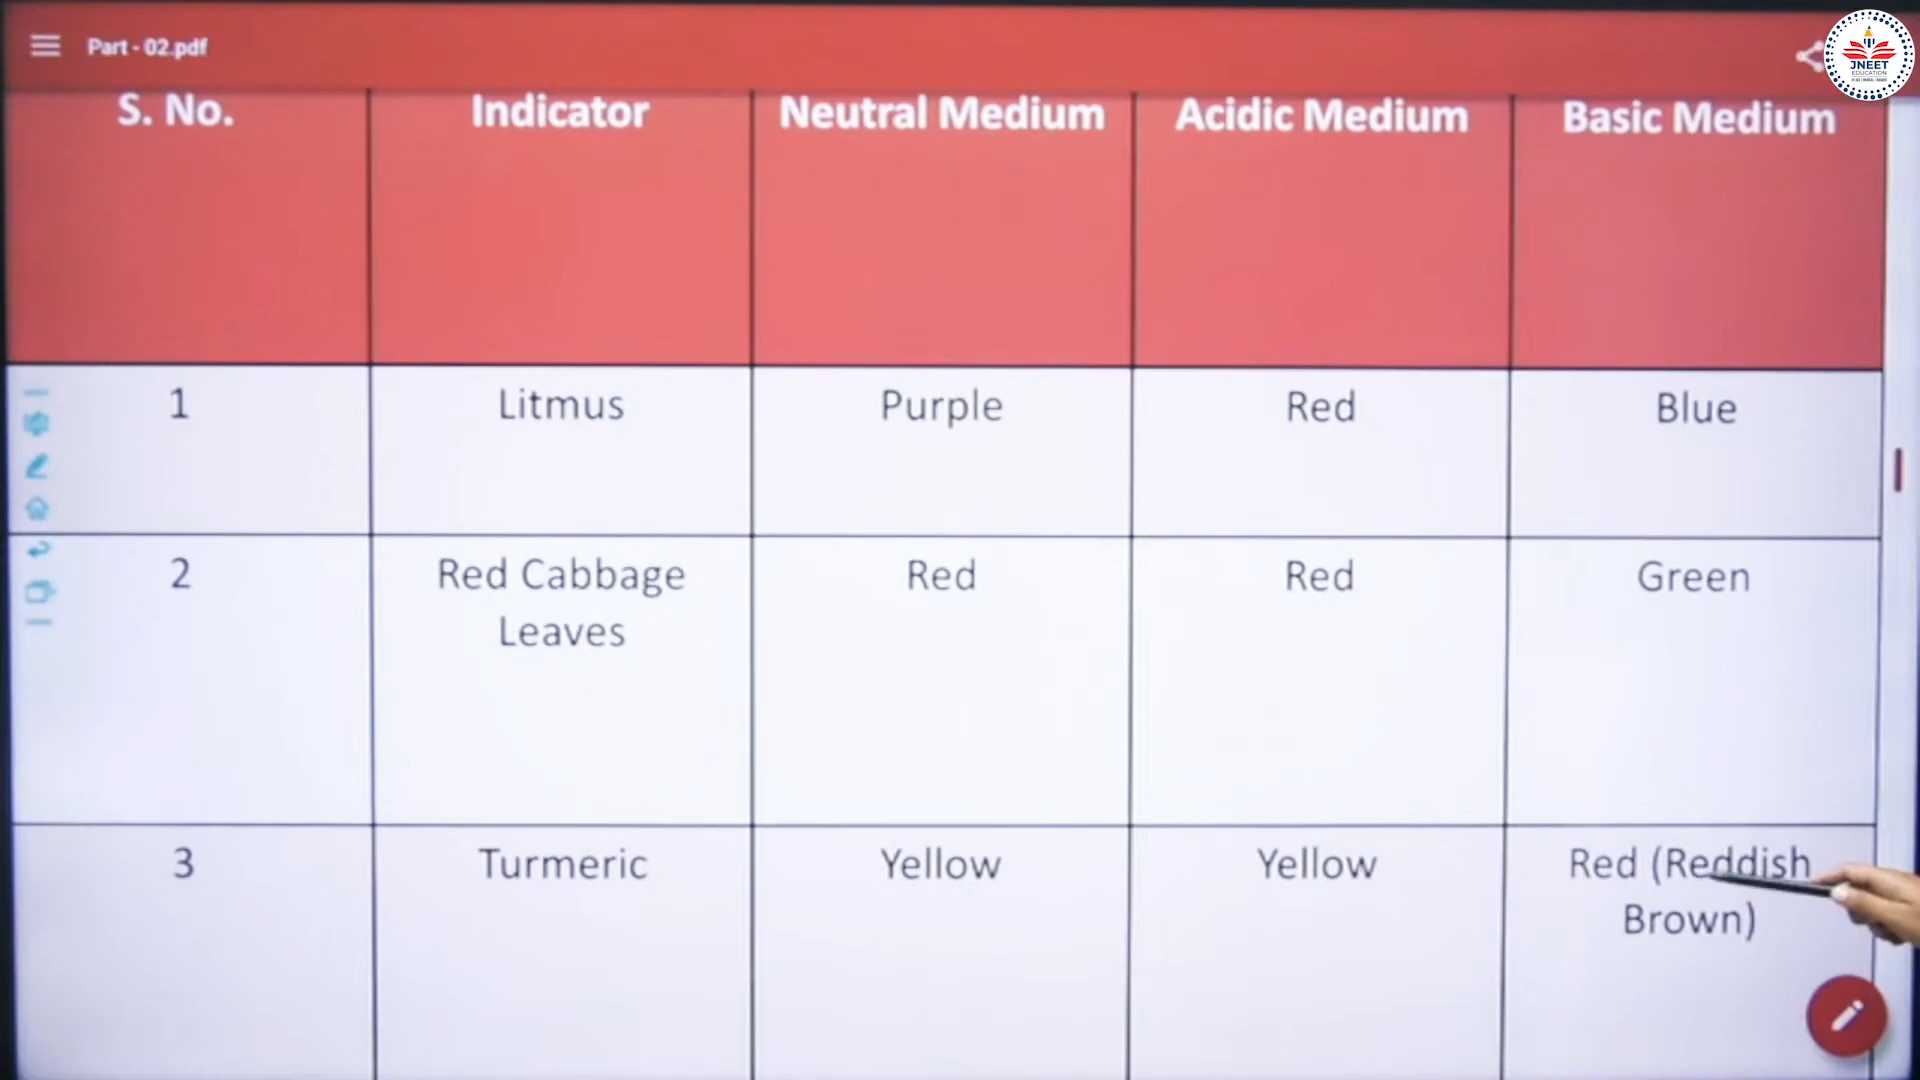 Part - 02.pdf
JNEET
EDUCATION
S. No. Indicator Neutral Medium Acidic Medium Basic Medium
1 Litmus Purple Red Blue
2 Red Cabbage Red Red Green
Leaves
3 Turmeric Yellow Yellow Red (Reddish
Brown)